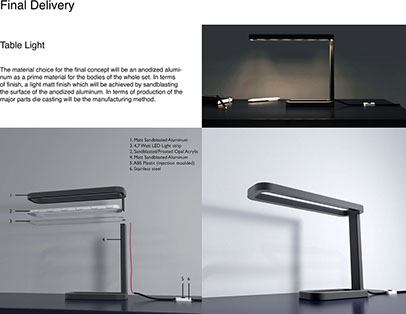 Final Delivery
Table Light
The material choice for the final concept will be an anodized alumi-
num as a prime material for the bodies of the whole set. In terms
of finish, a light matt finish which will be achieved by sandblasting
the surface of the anodized aluminum. In terms of production of the
major parts die casting will be the manufacturing method.
1. Matt Sandblasted Aluminum
2. 4,7 Watt LED Light strip
3. Sandblasted/Frosted Opal Acrylic
4. Matt Sandblasted Aluminum
5. ABS Plastic (injection moulded)
6. Stainless steel
1
2
3
4
5 6